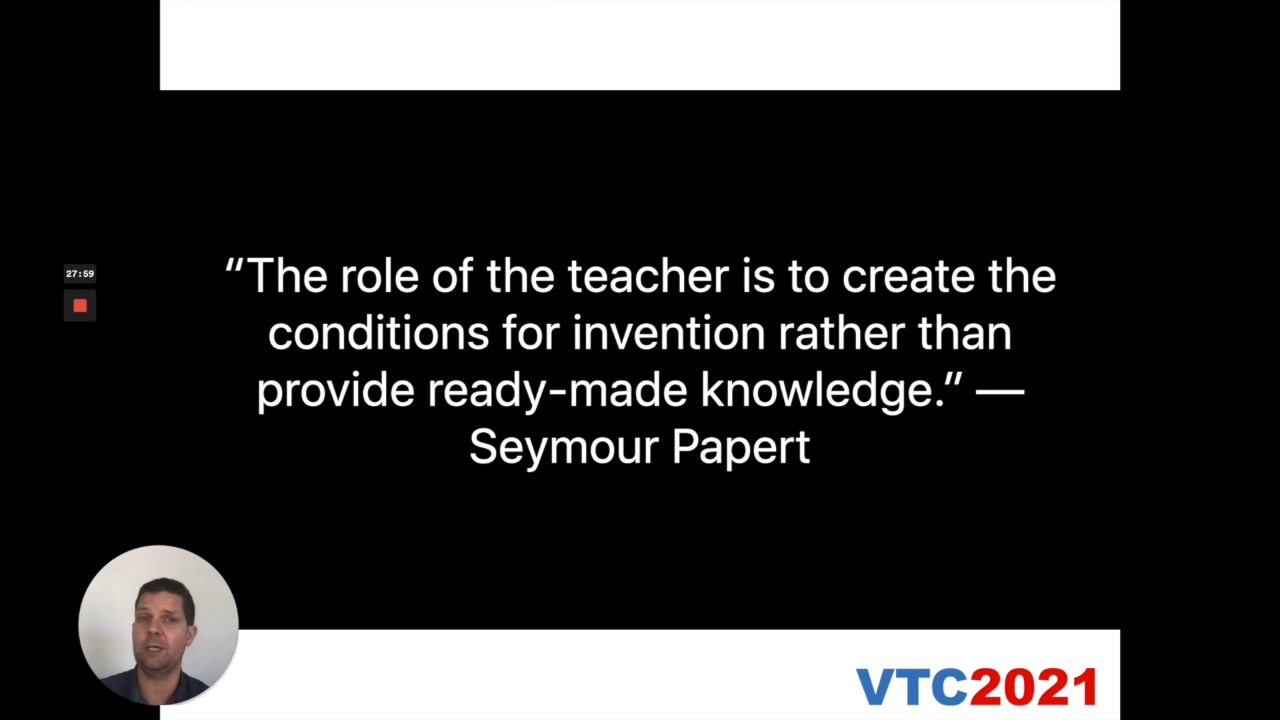 27:59
“The role of the teacher is to create the
conditions for invention rather than
provide ready-made knowledge.” —
Seymour Papert
VTC2021